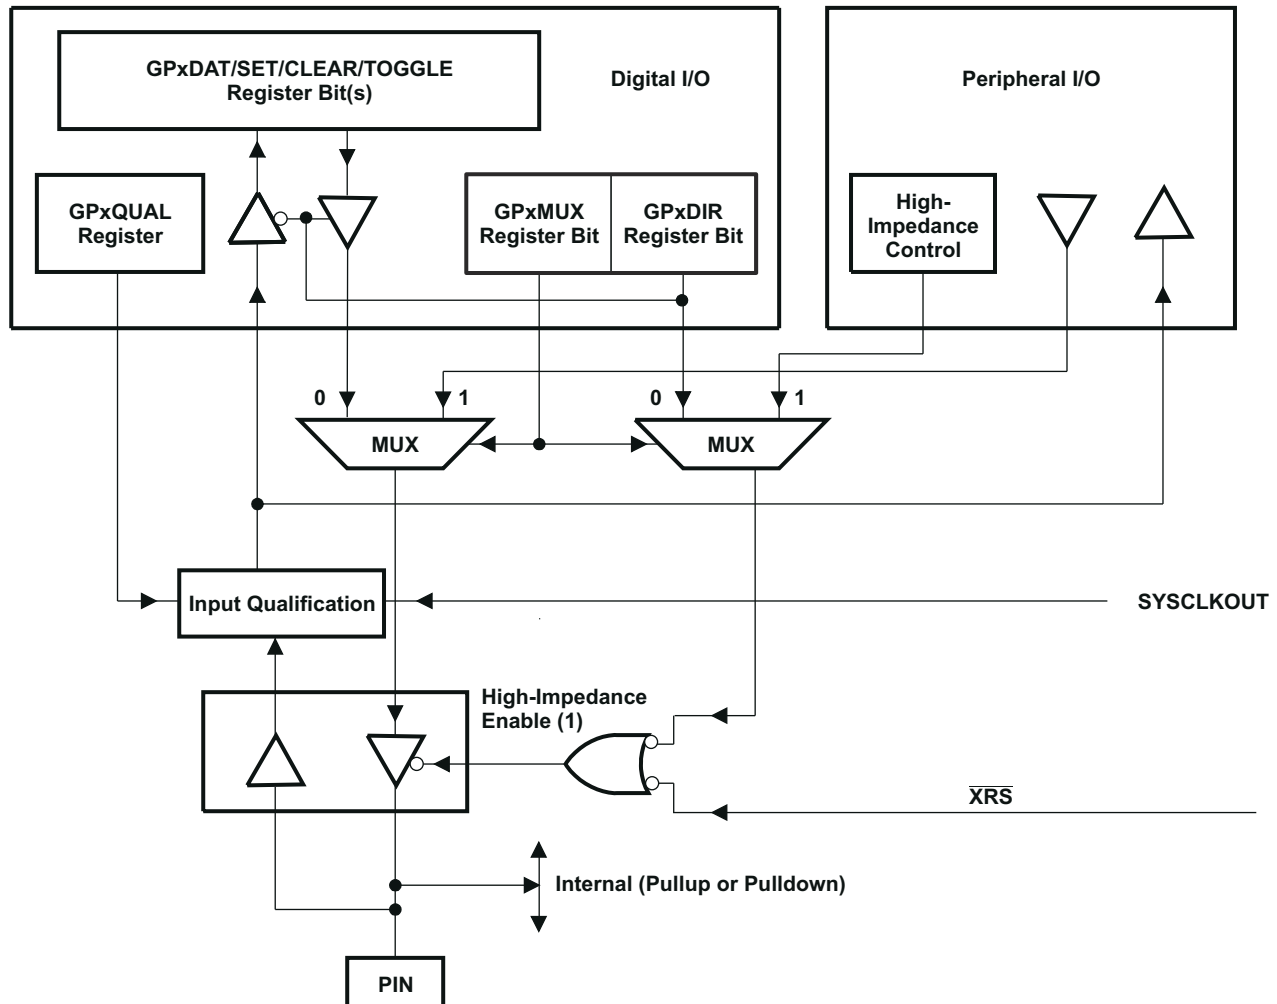 GPxDAT/SET/CLEAR/TOGGLE
Register Bit(s)
Digital I/O
Peripheral I/O
GPxQUAL
Register
GPxMUX
Register Bit
GPxDIR
Register Bit
High-
Impedance
Control
0
1
0
1
MUX
MUX
Input Qualification
SYSCLKOUT
High-Impedance
Enable (1)
XRS
Internal (Pullup or Pulldown)
PIN